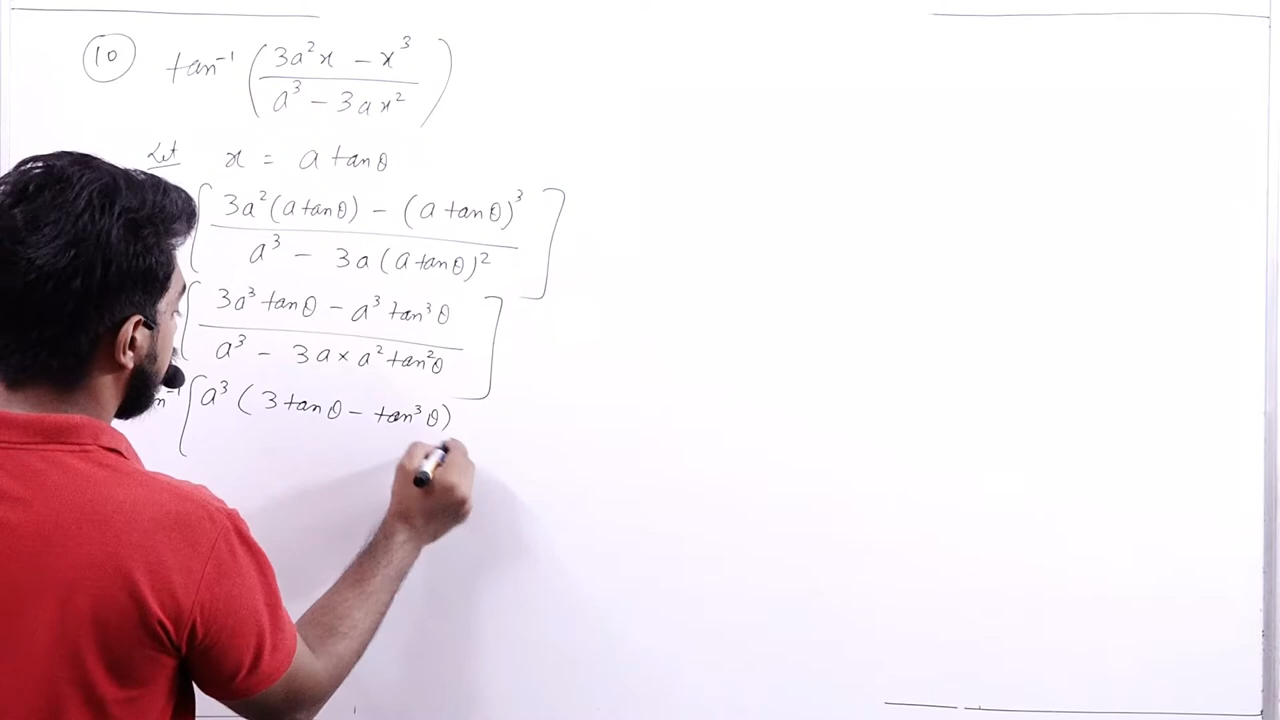 10 tan⁻¹ ( (3a²x − x³) / (a³ − 3ax²) )
Let x = a tanθ
[ (3a²(a tanθ) − (a tanθ)³) / (a³ − 3a(a tanθ)²) ]
[ (3a³ tanθ − a³ tan³θ) / (a³ − 3a × a² tan²θ) ]
n⁻¹ [ a³ (3 tanθ − tan³θ)